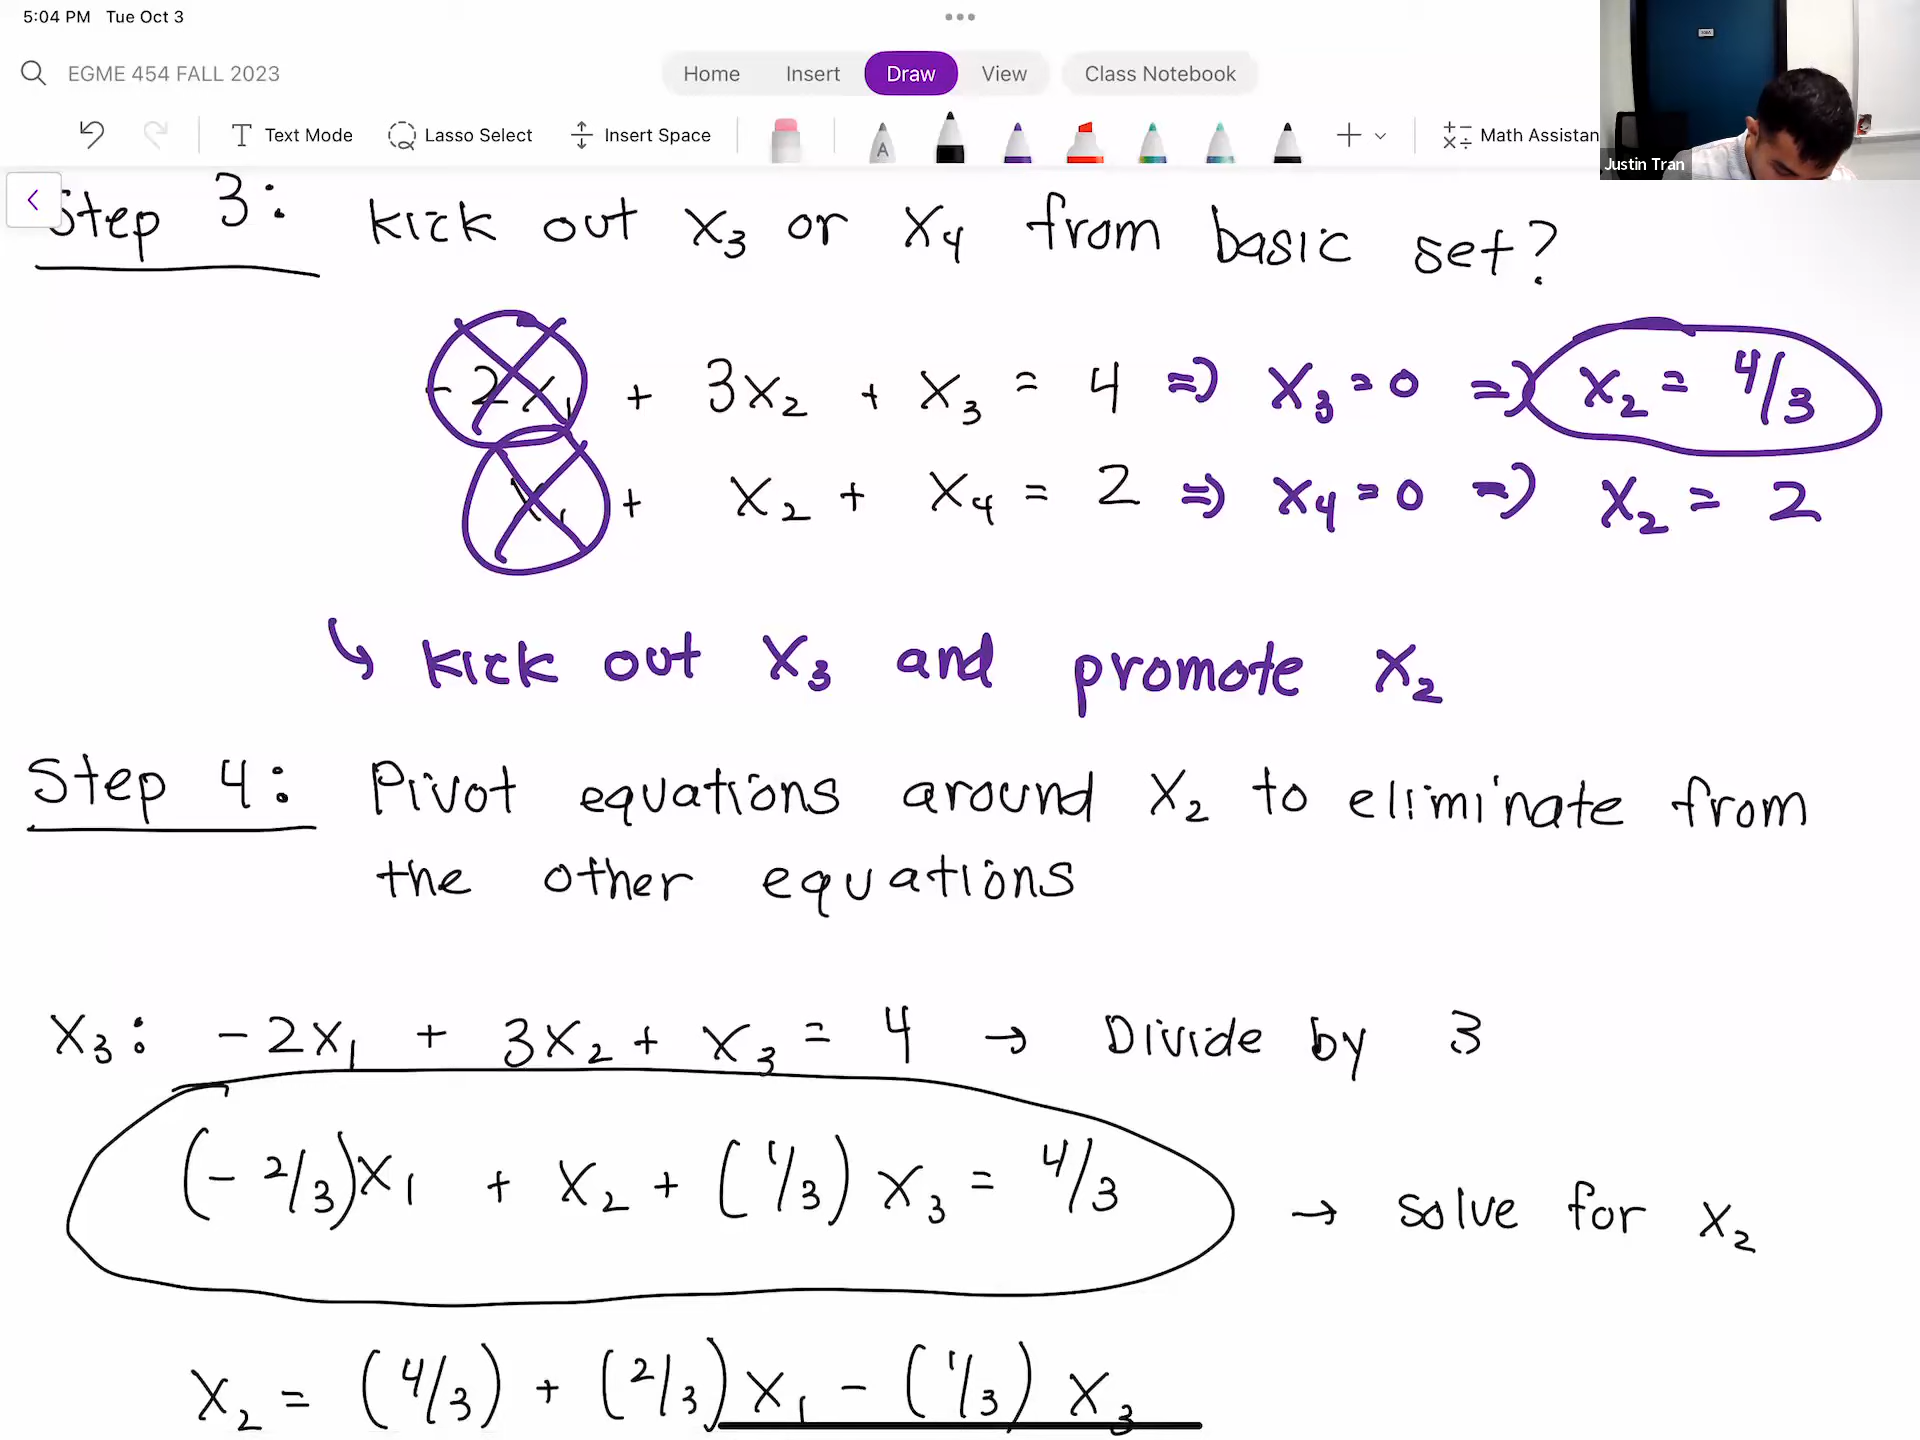 5:04 PM Tue Oct 3
EGME 454 FALL 2023
Home Insert Draw View Class Notebook
Text Mode Lasso Select Insert Space Math Assistan
Justin Tran
Step 3: kick out x₃ or x₄ from basic set?
-2x₁ + 3x₂ + x₃ = 4 => x₃ = 0 => x₂ = 4/3
x₁ + x₂ + x₄ = 2 => x₄ = 0 => x₂ = 2
↳ kick out x₃ and promote x₂
Step 4: Pivot equations around x₂ to eliminate from
the other equations
x₃: -2x₁ + 3x₂ + x₃ = 4 → Divide by 3
(-2/3)x₁ + x₂ + (1/3) x₃ = 4/3 → solve for x₂
x₂ = (4/3) + (2/3) x₁ - (1/3) x₃